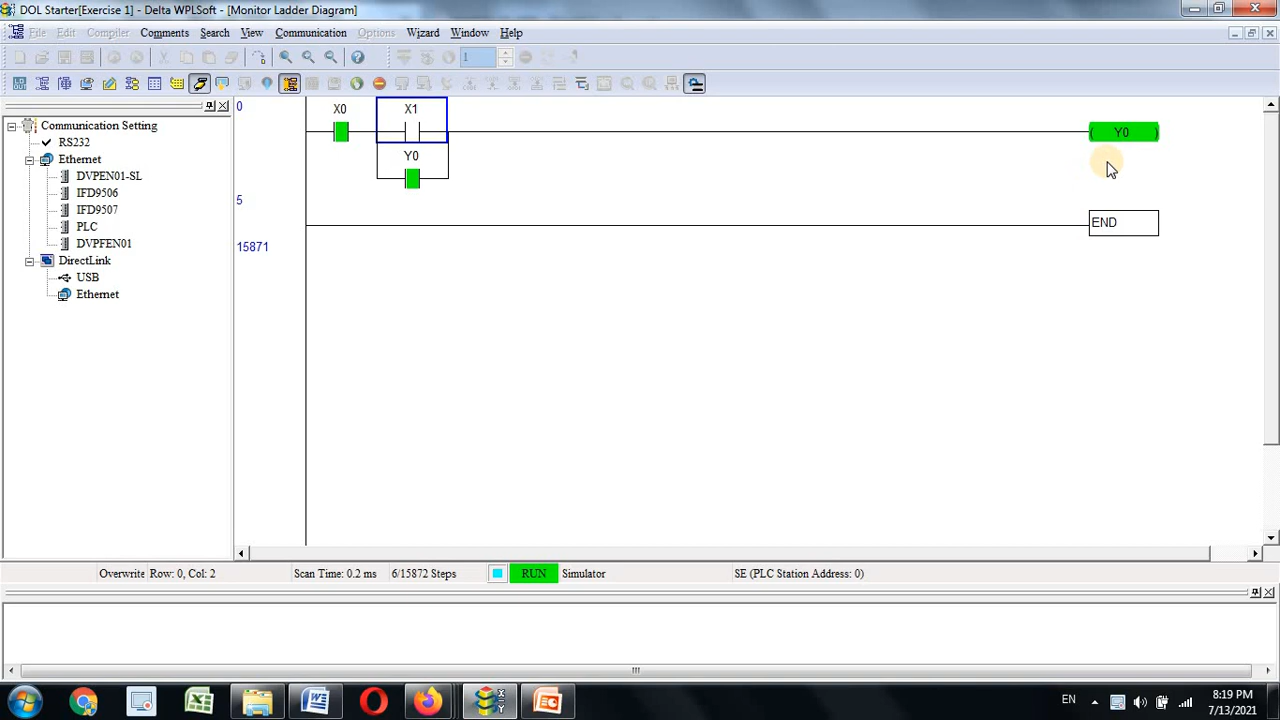 DOL Starter[Exercise 1] - Delta WPLSoft - [Monitor Ladder Diagram]
File Edit Compiler Comments Search View Communication Options Wizard Window Help
1
Communication Setting
RS232
Ethernet
DVPEN01-SL
IFD9506
IFD9507
PLC
DVPFEN01
DirectLink
USB
Ethernet
0
X0 X1
Y0
Y0
5
END
15871
Overwrite Row: 0, Col: 2 Scan Time: 0.2 ms 6/15872 Steps RUN Simulator SE (PLC Station Address: 0)
EN 8:19 PM
7/13/2021